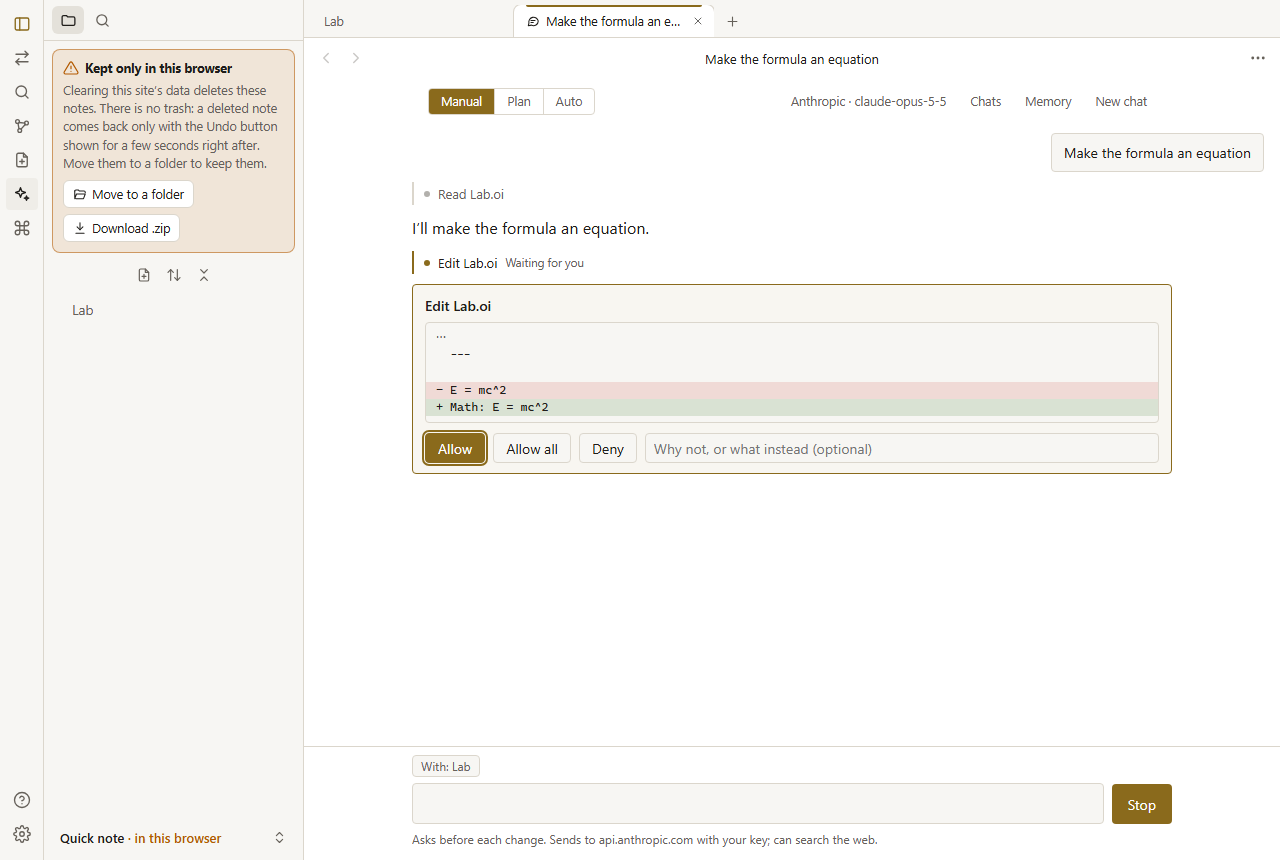 Lab
Make the formula an e...
Kept only in this browser
Clearing this site's data deletes these
notes. There is no trash: a deleted note
comes back only with the Undo button
shown for a few seconds right after.
Move them to a folder to keep them.
Move to a folder
Download .zip
Lab
Quick note · in this browser
Make the formula an equation
Manual
Plan
Auto
Anthropic · claude-opus-5-5
Chats
Memory
New chat
Make the formula an equation
Read Lab.oi
I'll make the formula an equation.
Edit Lab.oi Waiting for you
Edit Lab.oi
...
---
- E = mc^2
+ Math: E = mc^2
Allow
Allow all
Deny
Why not, or what instead (optional)
With: Lab
Stop
Asks before each change. Sends to api.anthropic.com with your key; can search the web.